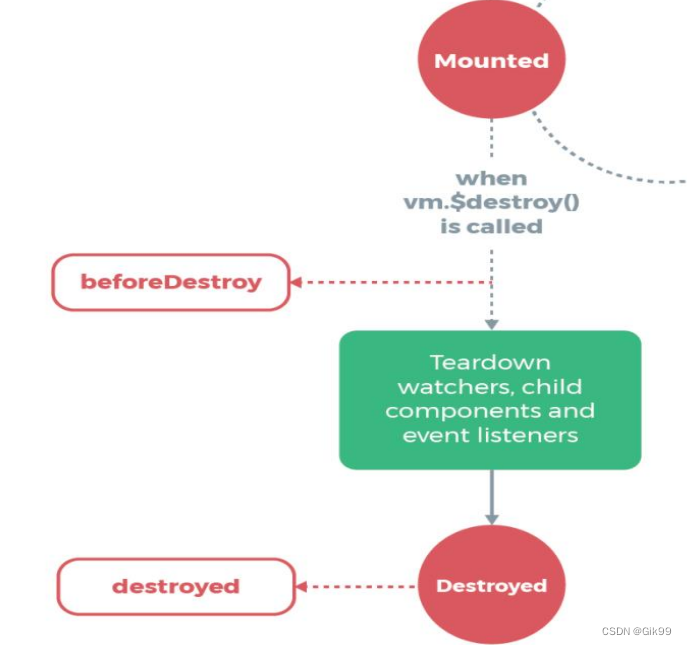 Mounted
when
vm.$destroy()
is called
beforeDestroy
Teardown
watchers, child
components and
event listeners
destroyed
Destroyed
CSDN @Gik99